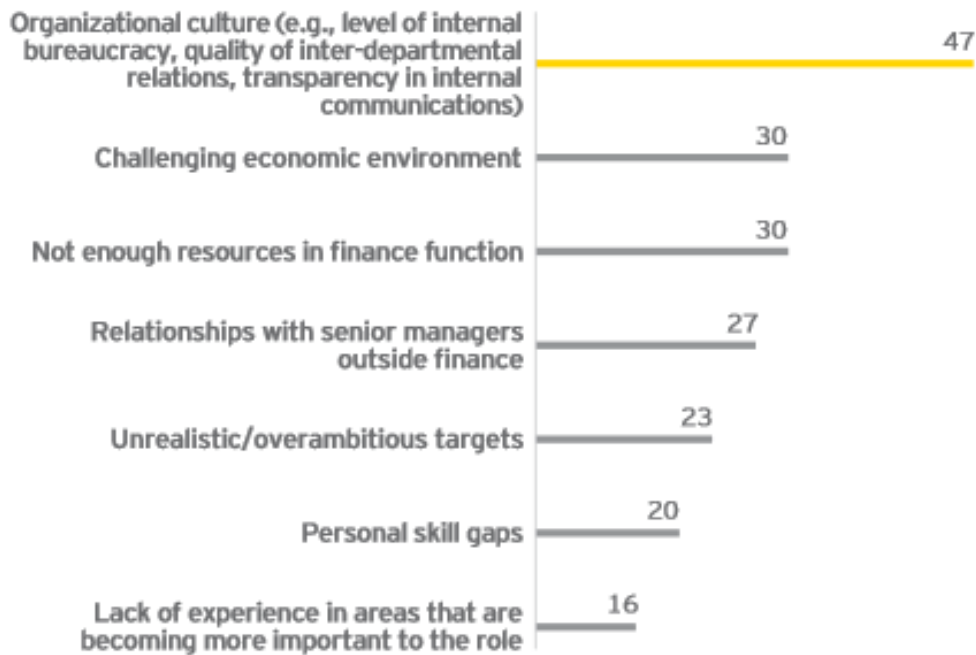 Organizational culture (e.g., level of internal
bureaucracy, quality of inter-departmental
relations, transparency in internal
communications)
47
Challenging economic environment
30
Not enough resources in finance function
30
Relationships with senior managers
outside finance
27
Unrealistic/overambitious targets
23
Personal skill gaps
20
Lack of experience in areas that are
becoming more important to the role
16